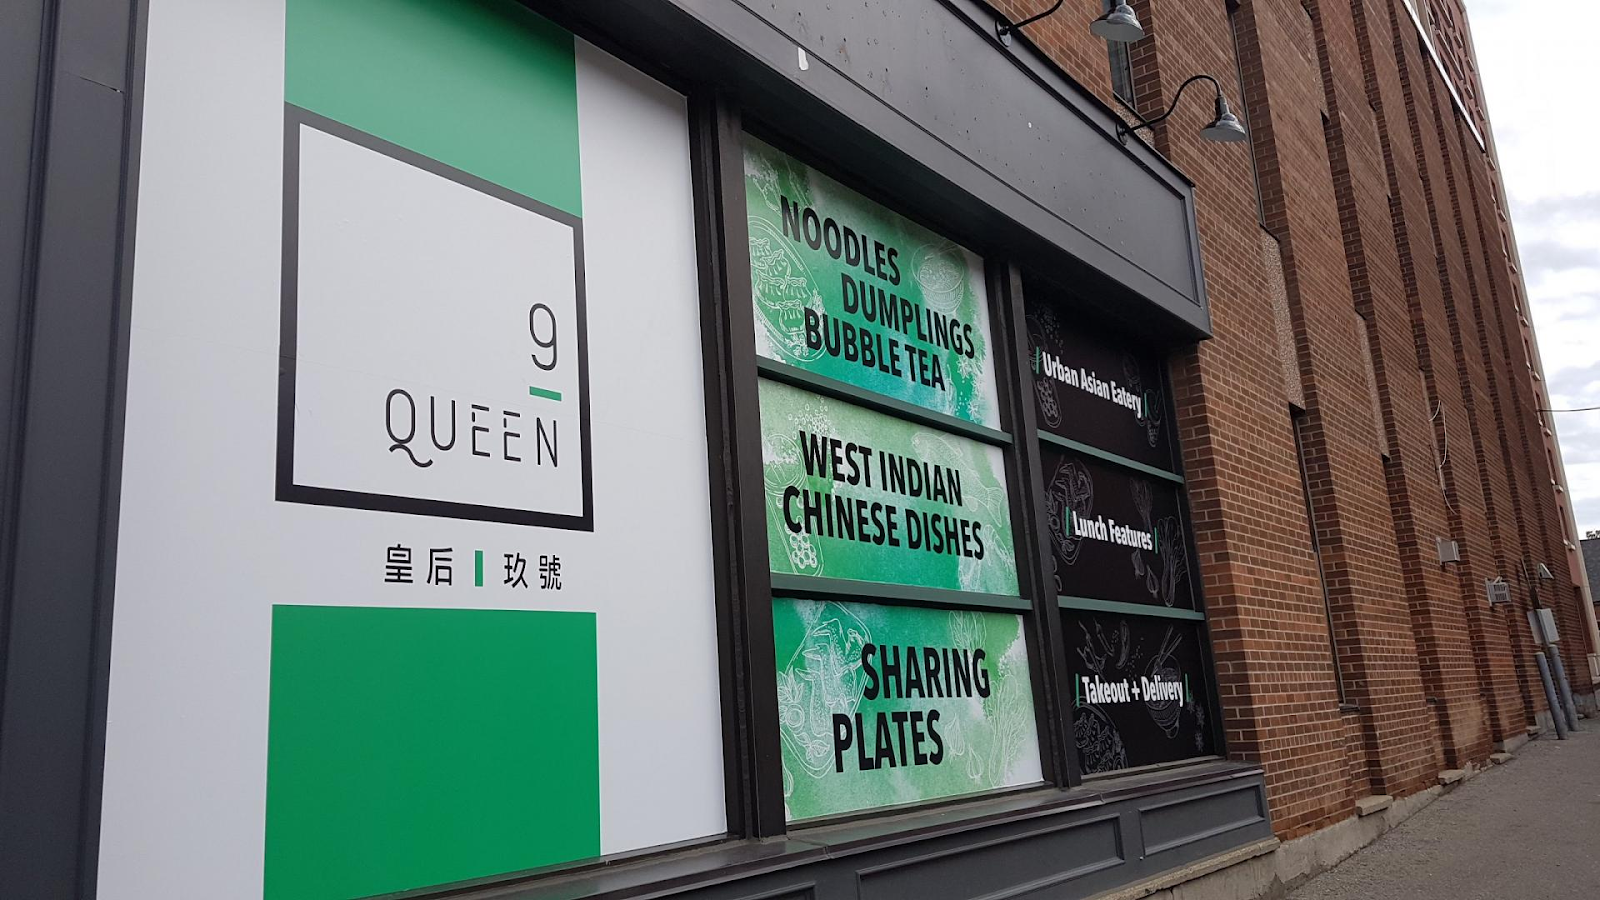 9
QUEEN
皇后 | 玖號
NOODLES
DUMPLINGS
BUBBLE TEA
WEST INDIAN
CHINESE DISHES
SHARING
PLATES
/ Urban Asian Eatery /
/ Lunch Features /
/ Takeout + Delivery /